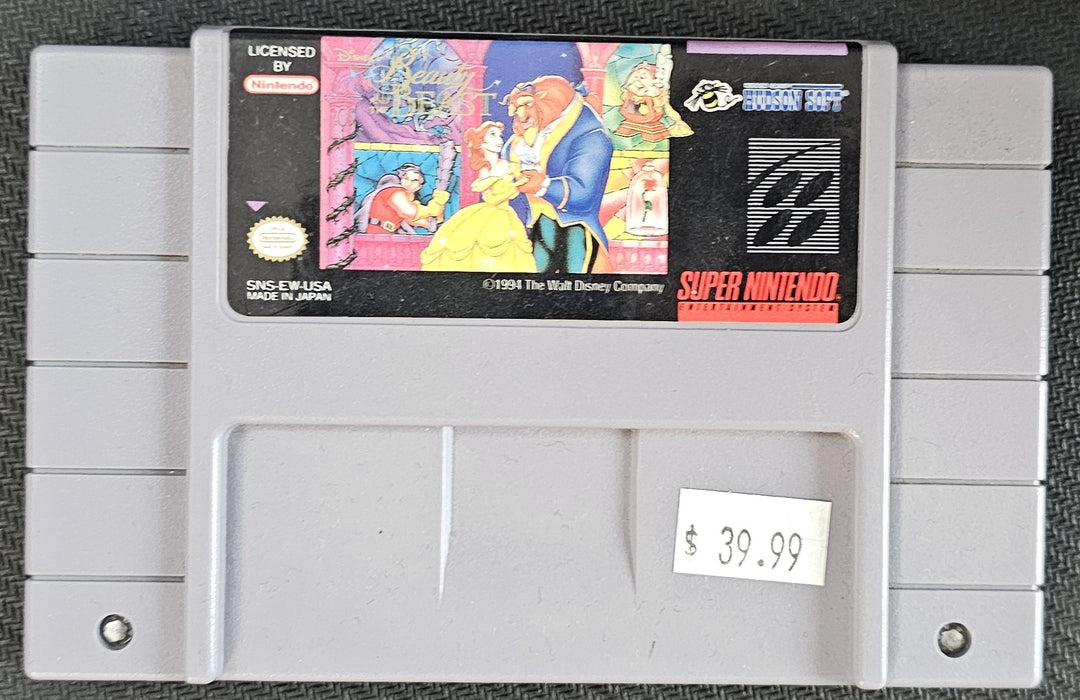 LICENSED
BY
Nintendo
Disney's
Beauty
and the
BEAST
HUDSON SOFT
Nintendo
SNS-EW-USA
MADE IN JAPAN
©1994 The Walt Disney Company
SUPER NINTENDO
ENTERTAINMENT SYSTEM
$ 39.99